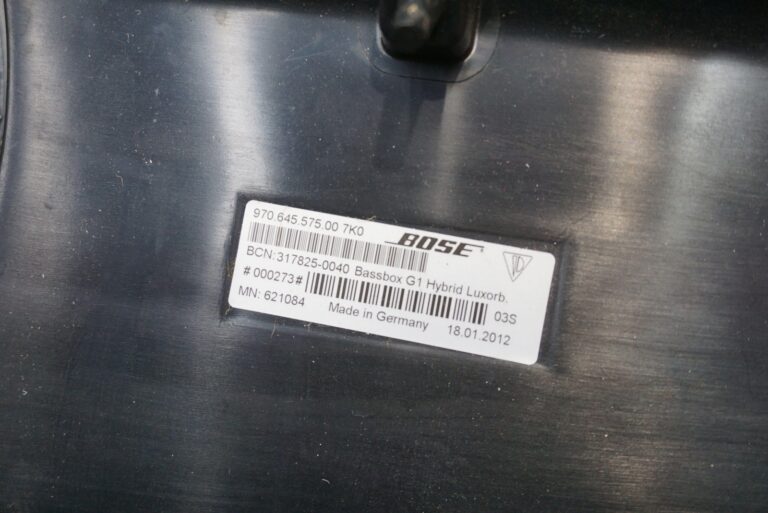 970.645.575.00 7K0
BOSE
BCN:317825-0040 Bassbox G1 Hybrid Luxorb.
#000273#
03S
MN: 621084 Made in Germany 18.01.2012